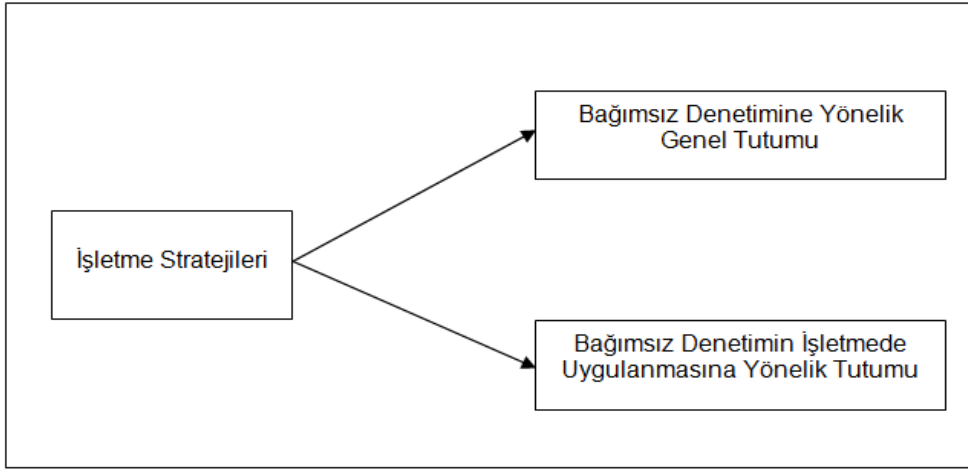 Bağımsız Denetimine Yönelik
Genel Tutumu
İşletme Stratejileri
Bağımsız Denetimin İşletmede
Uygulanmasına Yönelik Tutumu